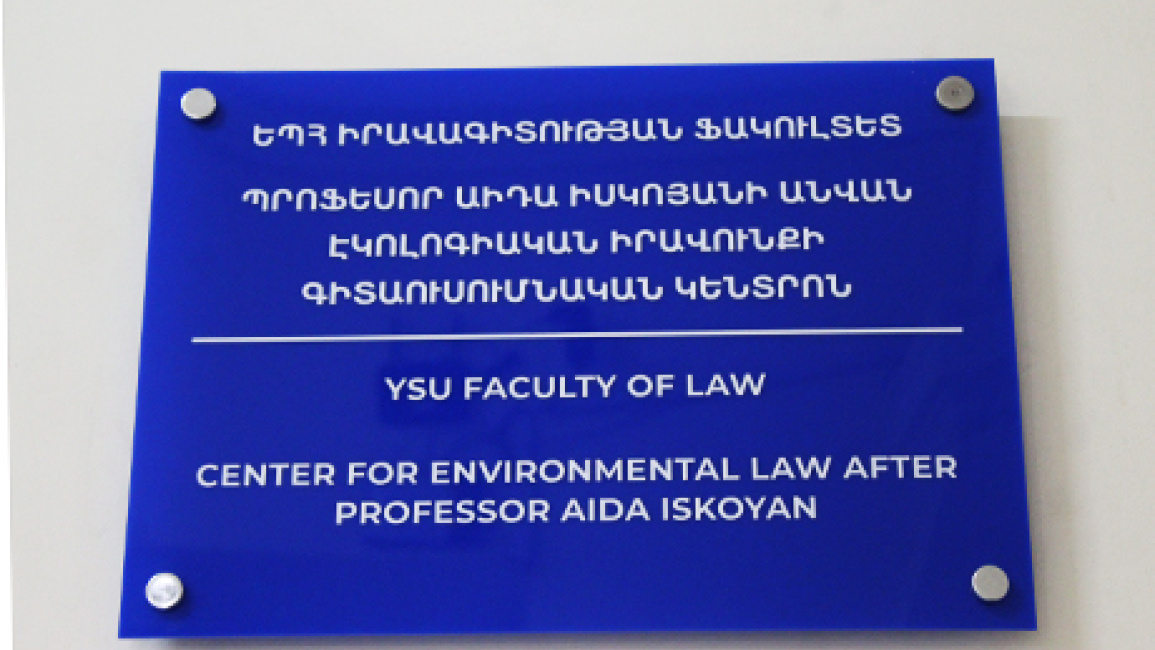 ԵՊՀ ԻՐԱՎԱԳԻՏՈՒԹՅԱՆ ՖԱԿՈՒԼՏԵՏ
ՊՐՈՖԵՍՈՐ ԱԻԴԱ ԻՍԿՈՅԱՆԻ ԱՆՎԱՆ
ԷԿՈԼՈԳԻԱԿԱՆ ԻՐԱՎՈՒՆՔԻ
ԳԻՏԱՈՒՍՈՒՄՆԱԿԱՆ ԿԵՆՏՐՈՆ
YSU FACULTY OF LAW
CENTER FOR ENVIRONMENTAL LAW AFTER
PROFESSOR AIDA ISKOYAN